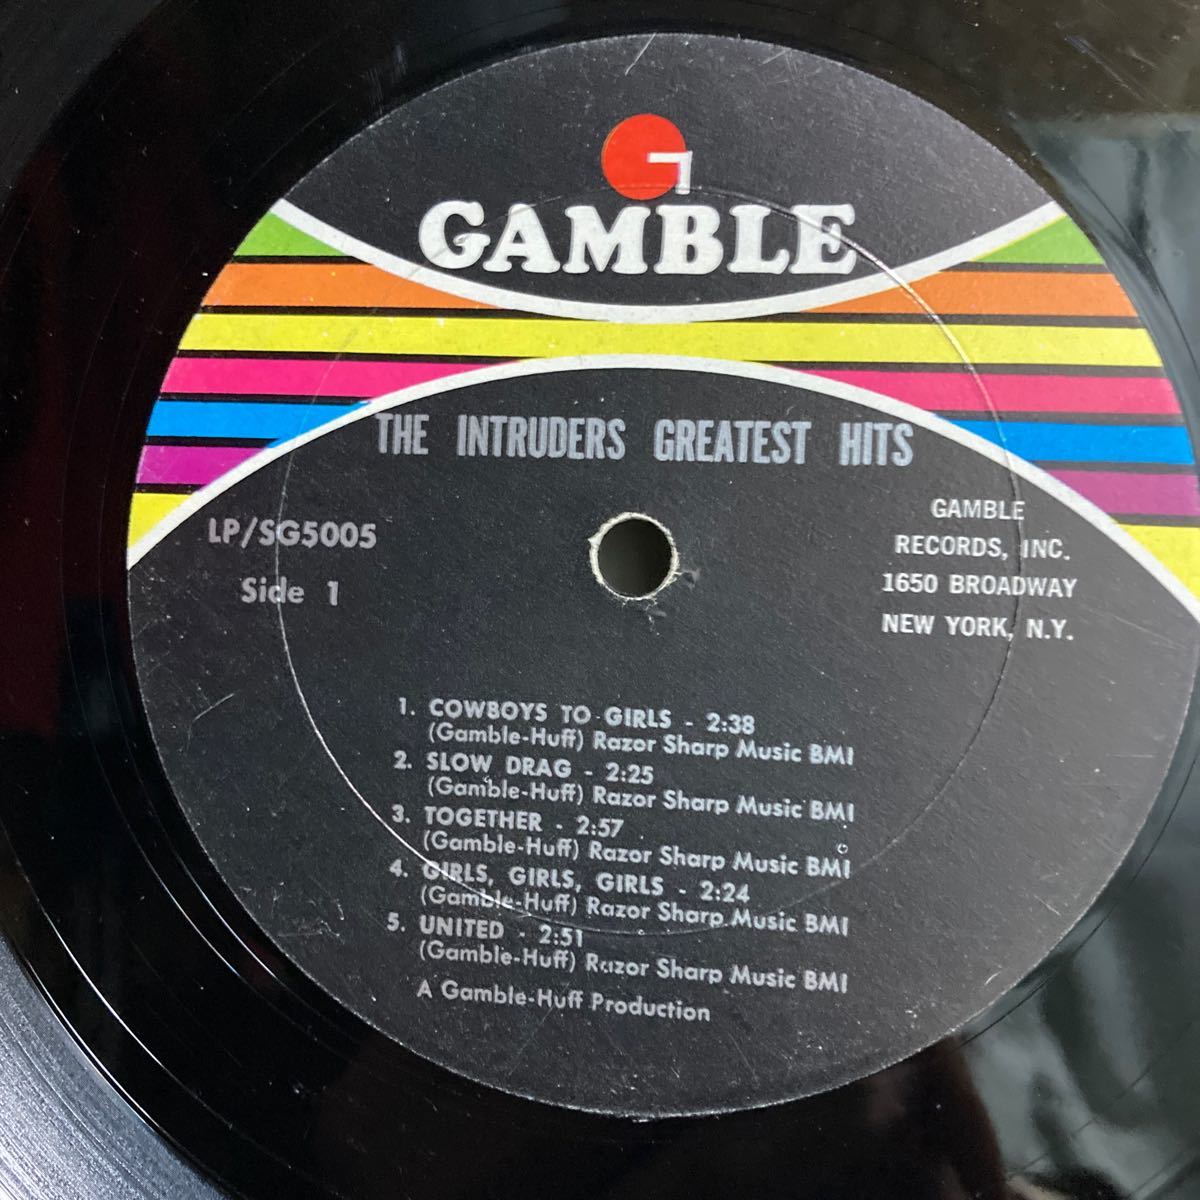 G
GAMBLE
THE INTRUDERS GREATEST HITS
LP/SG5005
Side 1
GAMBLE
RECORDS, INC.
1650 BROADWAY
NEW YORK, N.Y.
1. COWBOYS TO GIRLS - 2:38
(Gamble-Huff) Razor Sharp Music BMI
2. SLOW DRAG - 2:25
(Gamble-Huff) Razor Sharp Music BMI
3. TOGETHER - 2:57
(Gamble-Huff) Razor Sharp Music BMI
4. GIRLS, GIRLS, GIRLS - 2:24
(Gamble-Huff) Razor Sharp Music BMI
5. UNITED - 2:51
(Gamble-Huff) Razor Sharp Music BMI
A Gamble-Huff Production